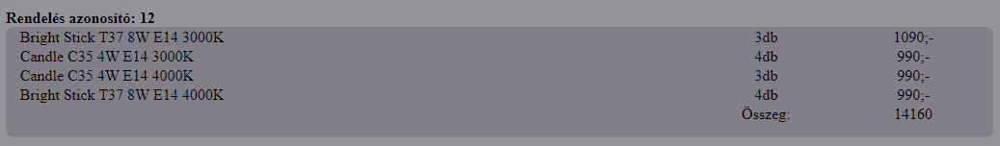 Rendelés azonosító: 12
Bright Stick T37 8W E14 3000K 3db 1090;-
Candle C35 4W E14 3000K 4db 990;-
Candle C35 4W E14 4000K 3db 990;-
Bright Stick T37 8W E14 4000K 4db 990;-
Összeg: 14160